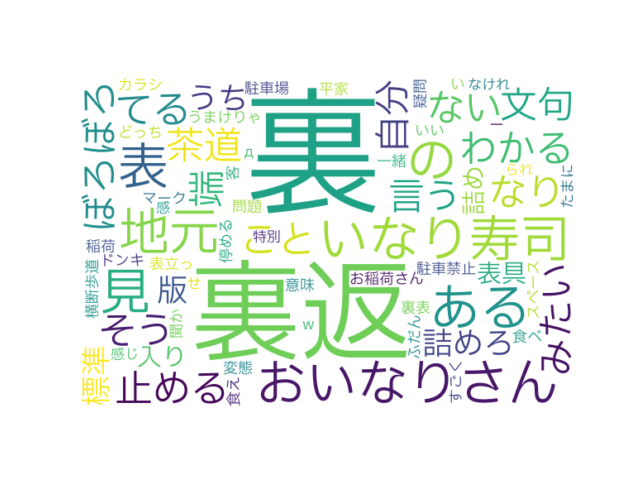 カラシ
てる
うち
駐車場
平家
うまけりゃ
裏
自分
疑問
い
なけれ
ない
文句
ぼろぼろ
どっち
茶道
д
客
表
端
の
一緒
いい
ー
わかる
られ
たまに
マーク
感
地元
問題
停める
こと
いなり寿司
言う
詰め
なり
稲荷
ドンキ
横断歩道
見
表立っ
版
せ
特別
裏返
意味
お稲荷さん
駐車禁止
表具
スペース
ある
みたい
そう
聞か
w
裏表
ふだん
詰めろ
食べ
すごく
標準
感じ
入り
変態
食え
止める
おいなりさん